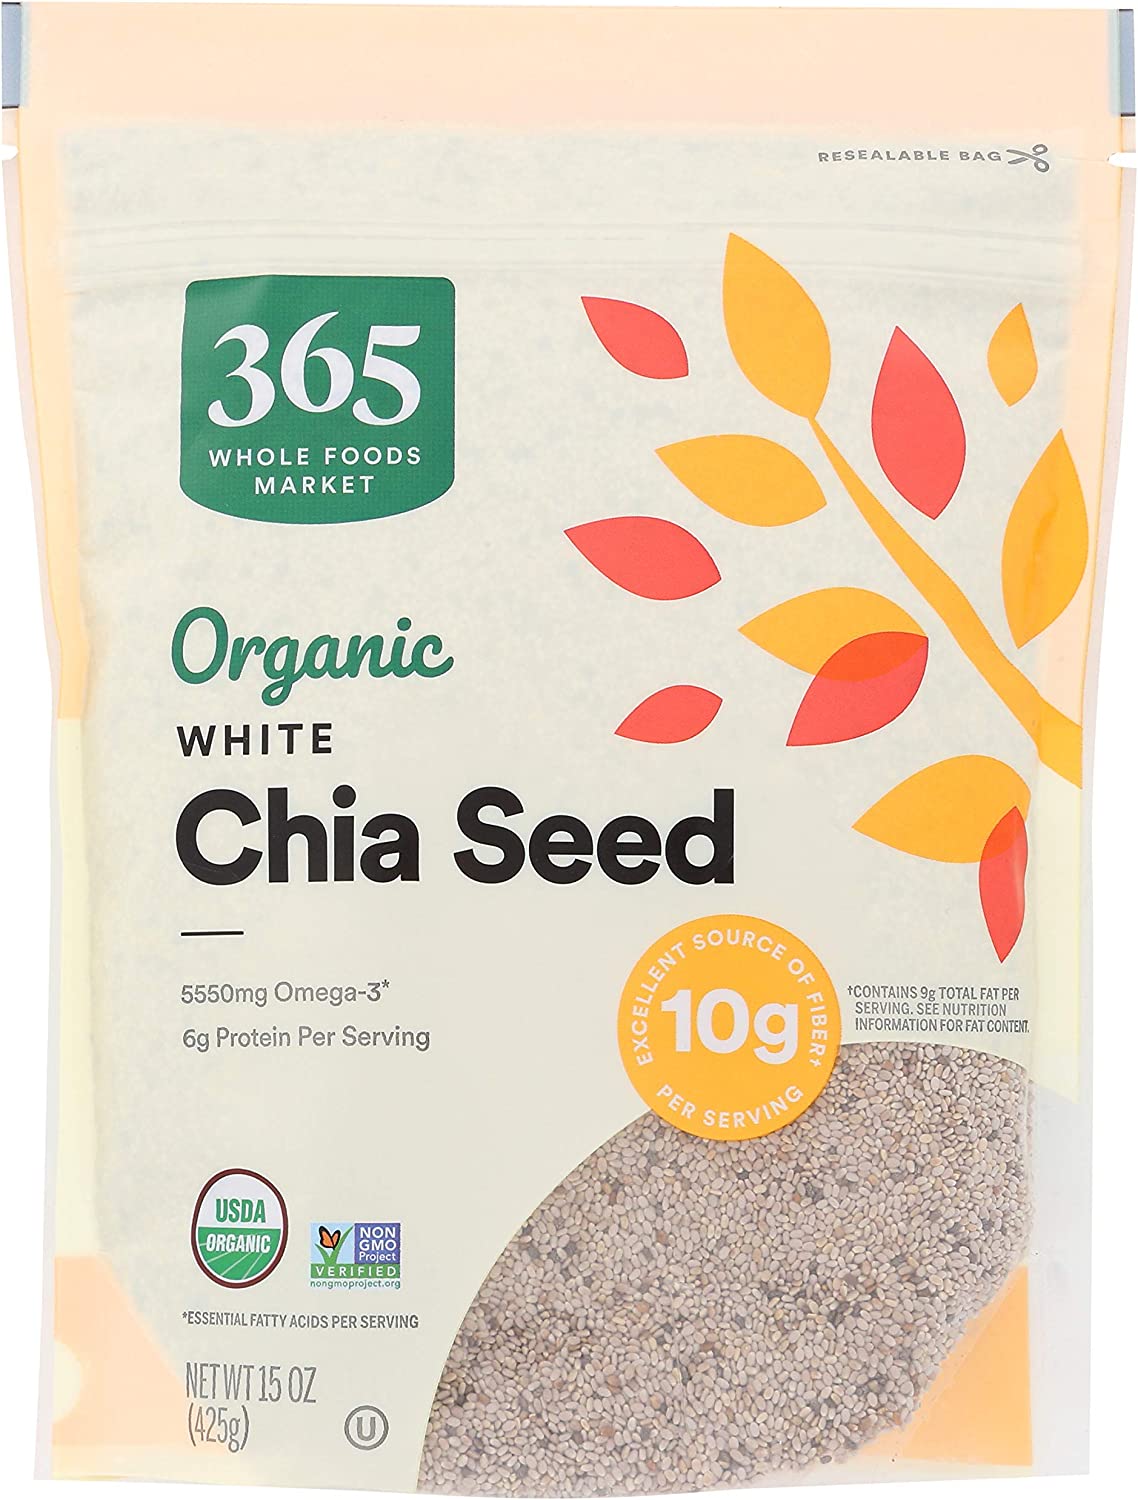 RESEALABLE BAG
365
WHOLE FOODS
MARKET
Organic
WHITE
Chia Seed
5550mg Omega-3*
6g Protein Per Serving
EXCELLENT SOURCE OF FIBER†
10g
PER SERVING
†CONTAINS 9g TOTAL FAT PER
SERVING. SEE NUTRITION
INFORMATION FOR FAT CONTENT.
USDA
ORGANIC
NON
GMO
Project
VERIFIED
nongmoproject.org
*ESSENTIAL FATTY ACIDS PER SERVING
NET WT 15 OZ
(425g)
U